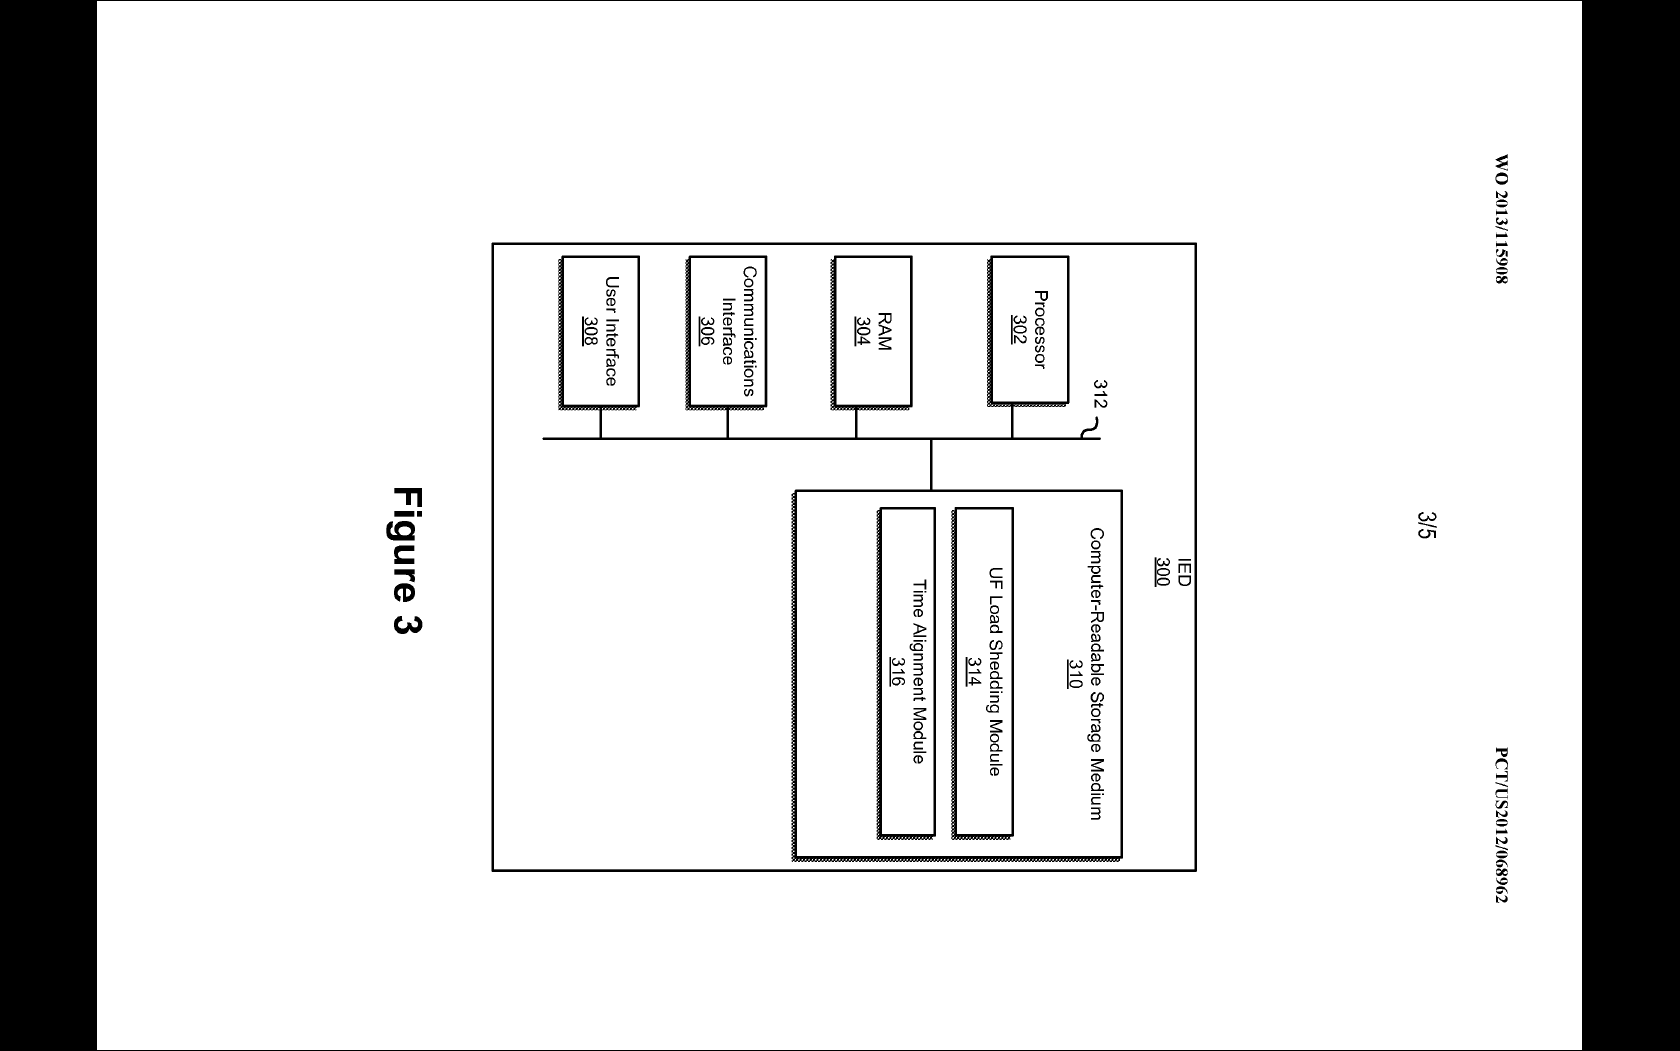 WO 2013/115908
PCT/US2012/068962
3/5
IED
300
312
Processor
302
RAM
304
Communications
Interface
306
User Interface
308
Computer-Readable Storage Medium
310
UF Load Shedding Module
314
Time Alignment Module
316
Figure 3